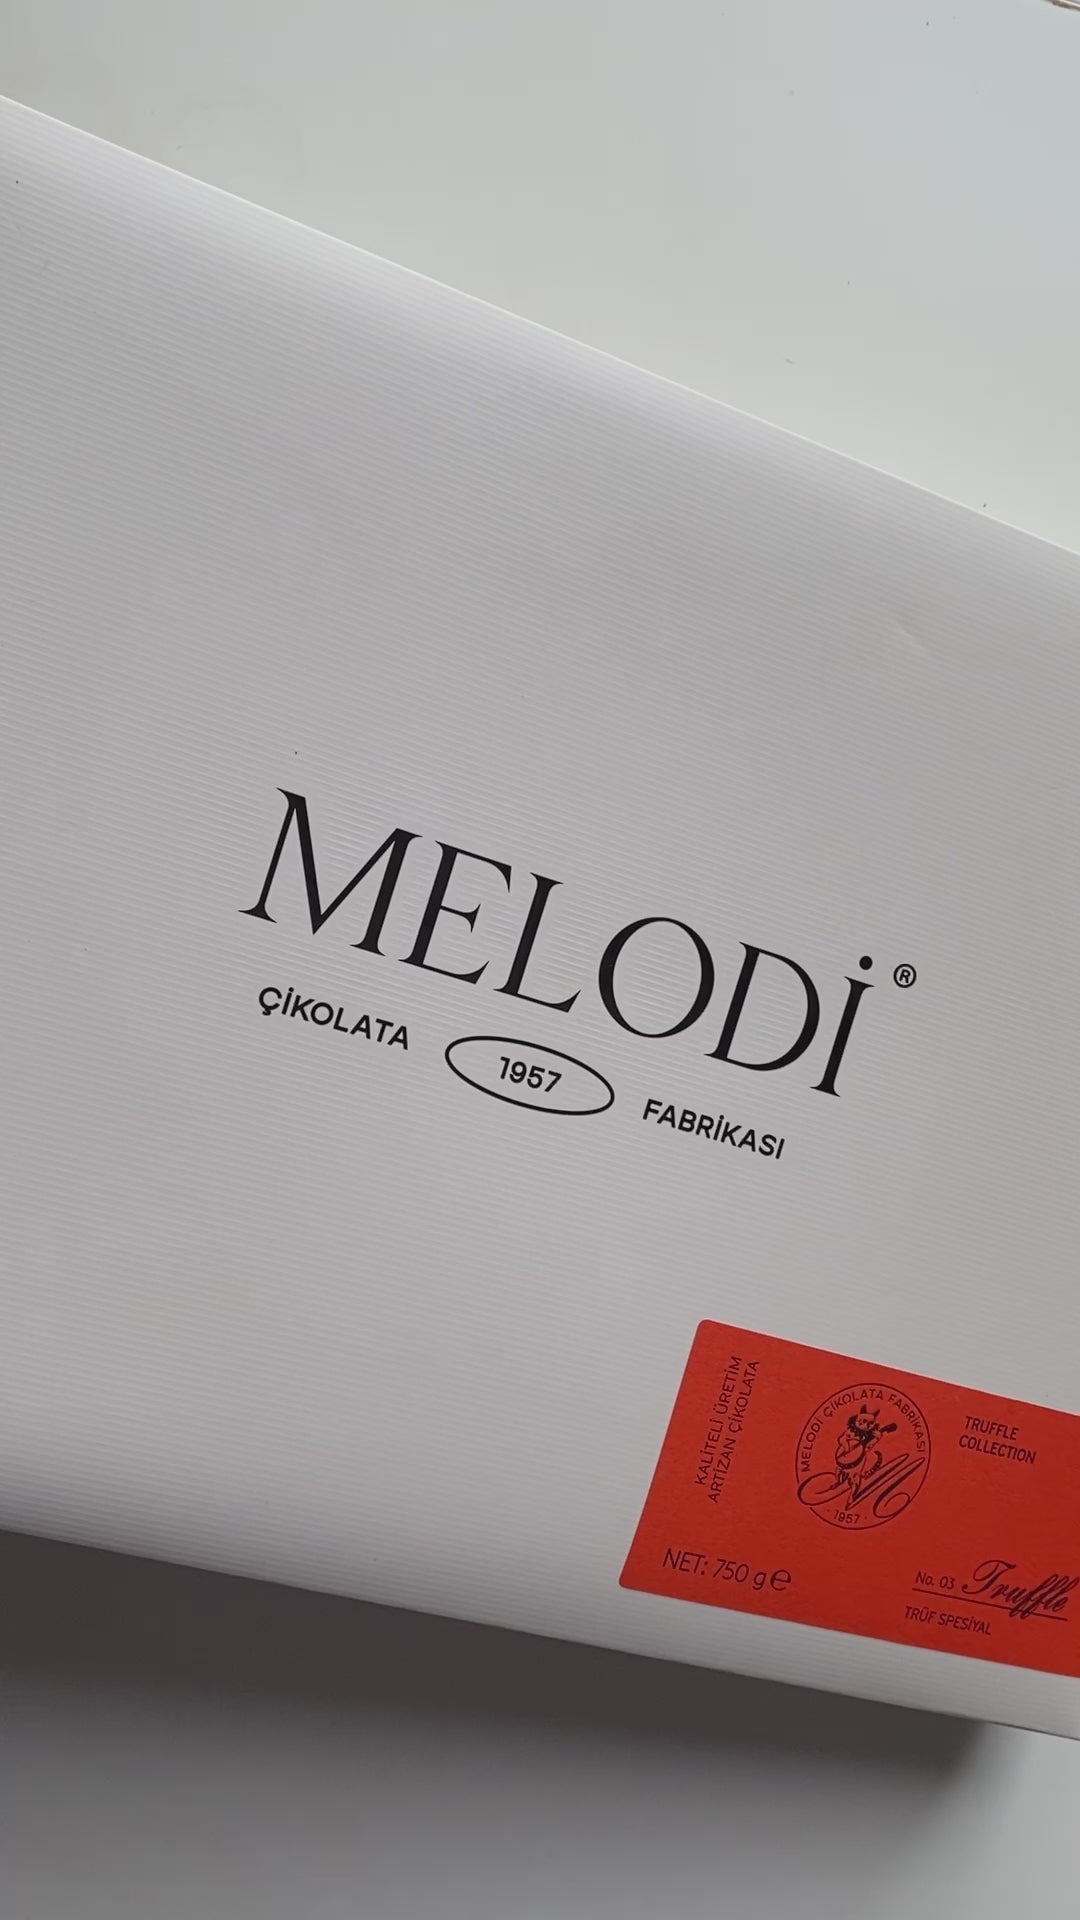 MELODİ®
ÇİKOLATA 1957 FABRİKASI
KALİTELİ ÜRETİM
ARTİZAN ÇİKOLATA
MELODİ ÇİKOLATA FABRİKASI
M
· 1957 ·
TRUFFLE
COLLECTION
NET: 750 g e
No. 03 Truffle
TRÜF SPESİYAL